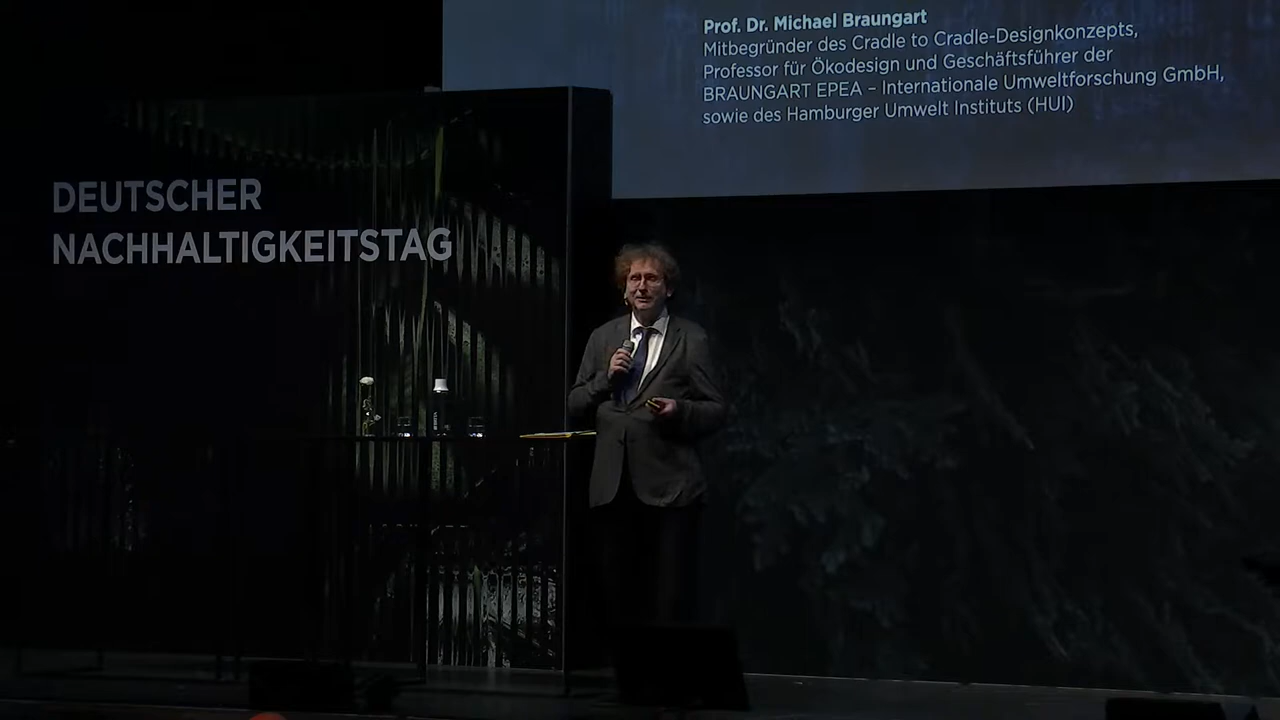 Prof. Dr. Michael Braungart
Mitbegründer des Cradle to Cradle-Designkonzepts,
Professor für Ökodesign und Geschäftsführer der
BRAUNGART EPEA – Internationale Umweltforschung GmbH,
sowie des Hamburger Umwelt Instituts (HUI)
DEUTSCHER
NACHHALTIGKEITSTAG